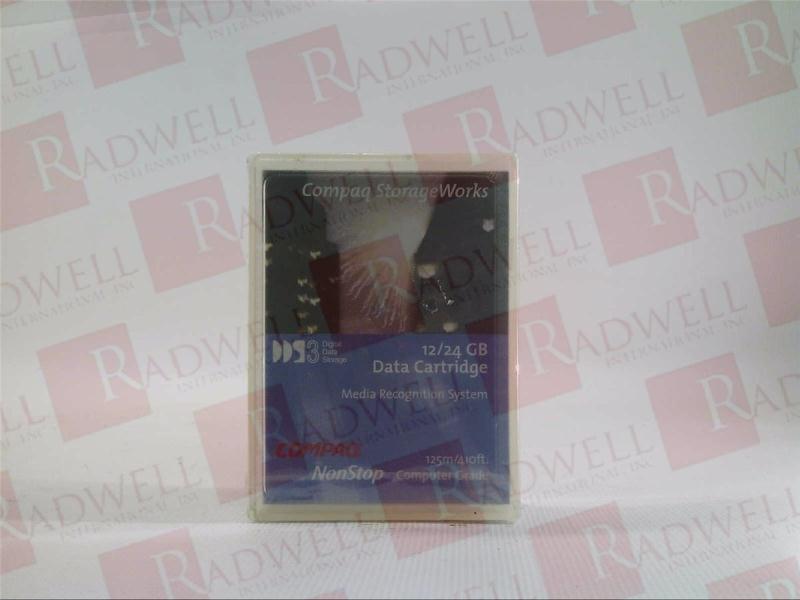 Compaq StorageWorks
DDS3 Digital
Data
Storage
12/24 GB
Data Cartridge
Media Recognition System
COMPAQ
125m/410ft.
NonStop Computer Grade
RADWELL
INTERNATIONAL, INC.